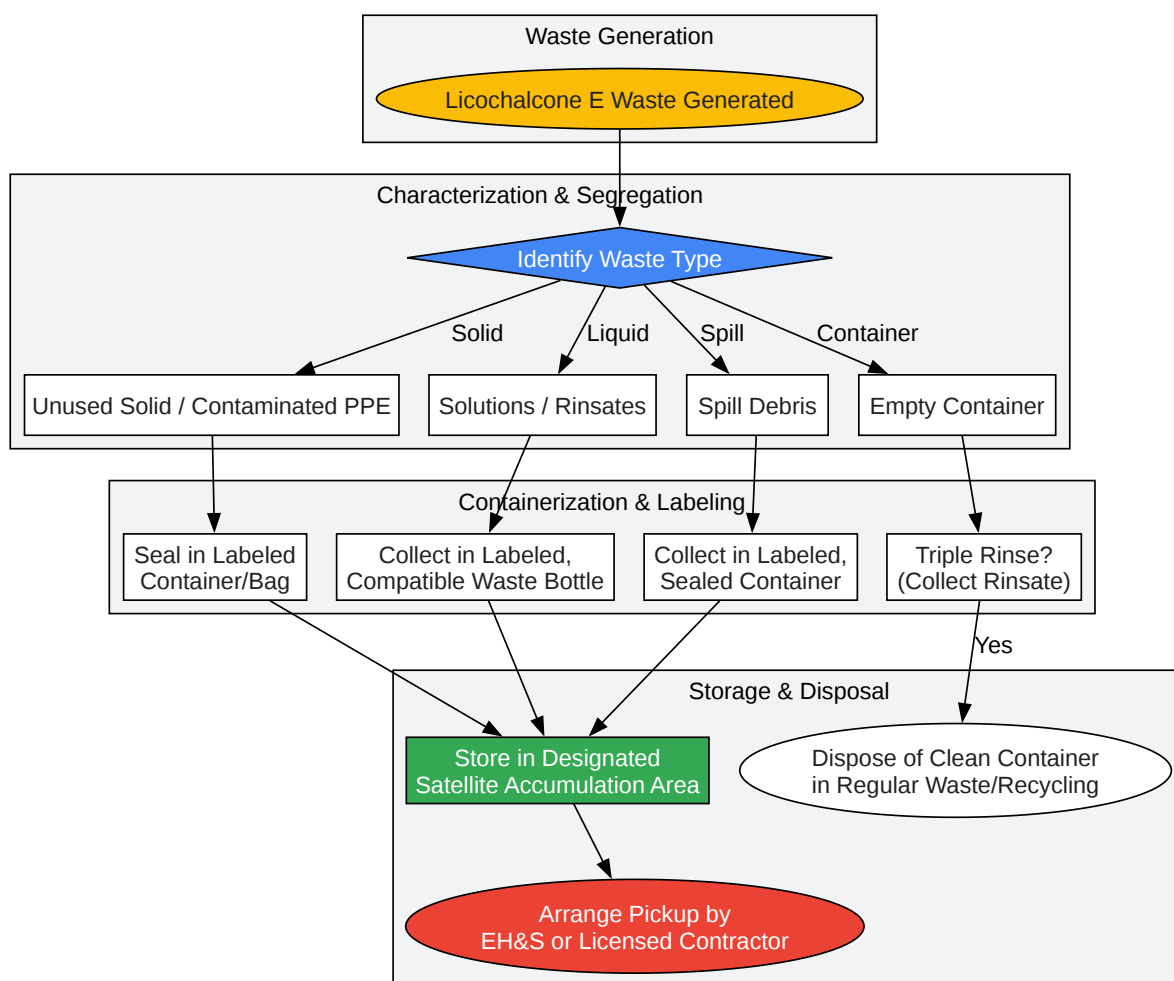 Waste Generation
Licochalcone E Waste Generated
Characterization & Segregation
Identify Waste Type
Solid
Liquid
Spill
Container
Unused Solid / Contaminated PPE
Solutions / Rinsates
Spill Debris
Empty Container
Containerization & Labeling
Seal in Labeled
Container/Bag
Collect in Labeled,
Compatible Waste Bottle
Collect in Labeled,
Sealed Container
Triple Rinse?
(Collect Rinsate)
Yes
Storage & Disposal
Store in Designated
Satellite Accumulation Area
Dispose of Clean Container
in Regular Waste/Recycling
Arrange Pickup by
EH&S or Licensed Contractor